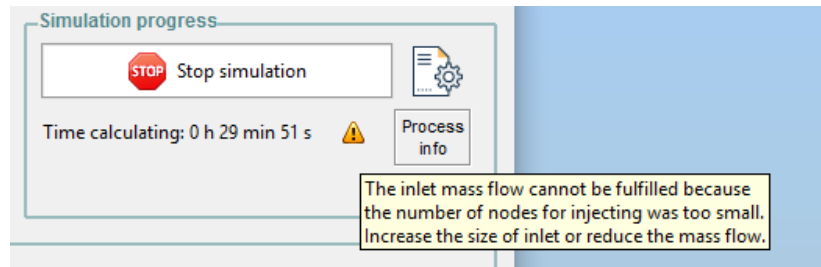 Simulation progress
STOP Stop simulation
Time calculating: 0 h 29 min 51 s
Process
info
The inlet mass flow cannot be fulfilled because
the number of nodes for injecting was too small.
Increase the size of inlet or reduce the mass flow.